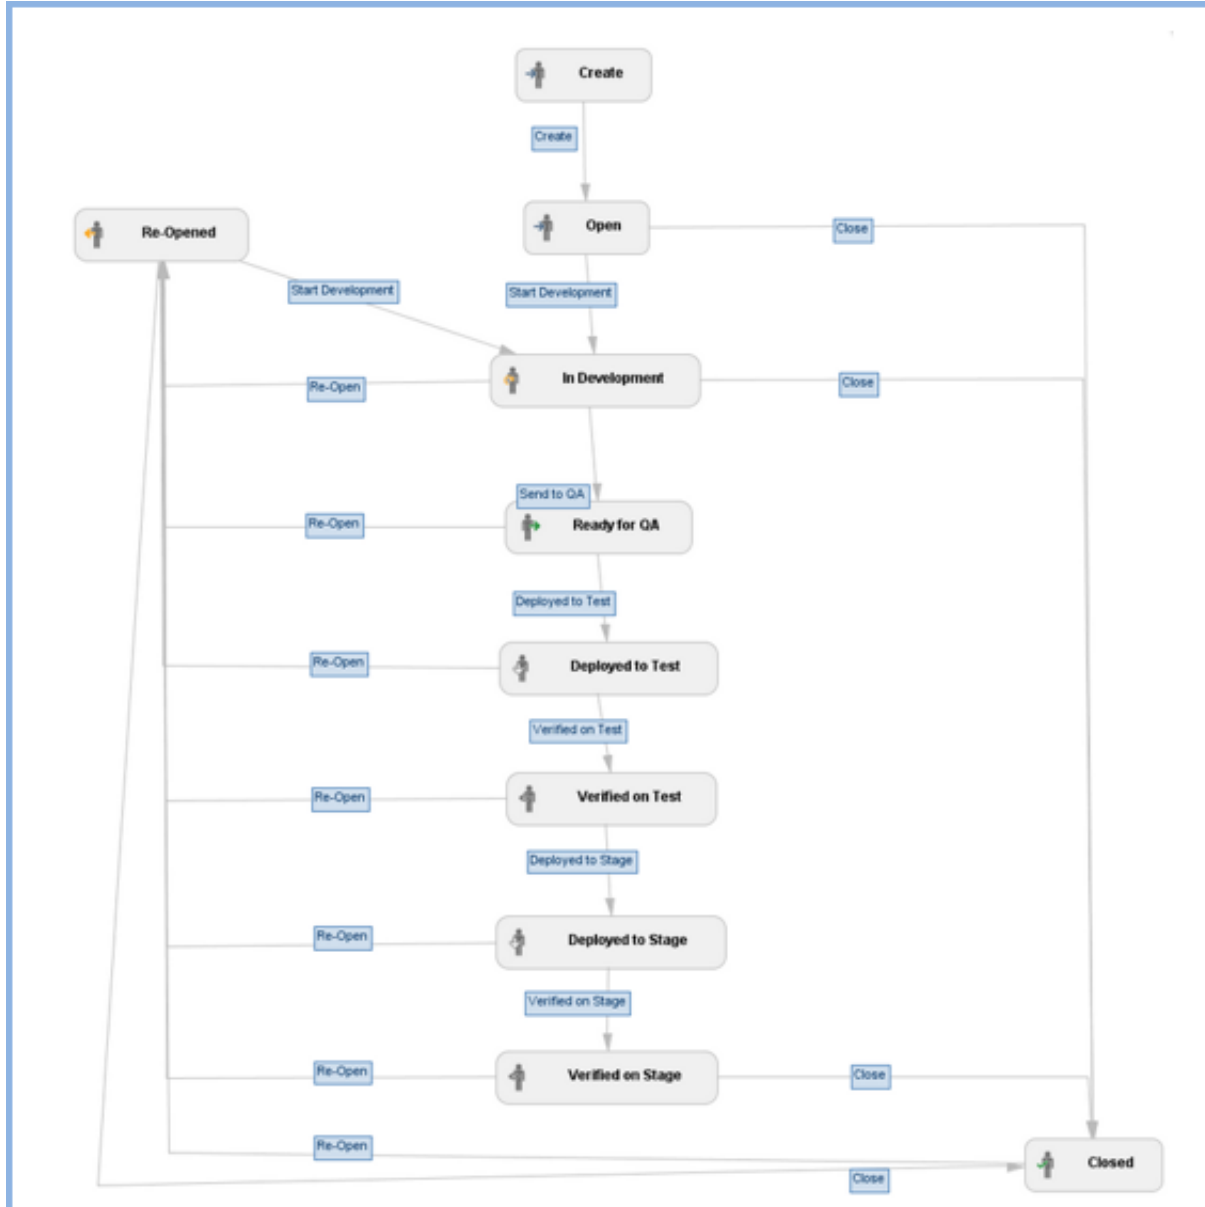 Create
Create
Open
Close
Re-Opened
Start Development
Start Development
In Development
Re-Open
Close
Send to QA
Ready for QA
Re-Open
Deployed to Test
Re-Open
Deployed to Test
Verified on Test
Re-Open
Verified on Test
Deployed to Stage
Re-Open
Deployed to Stage
Verified on Stage
Re-Open
Verified on Stage
Close
Re-Open
Closed
Close